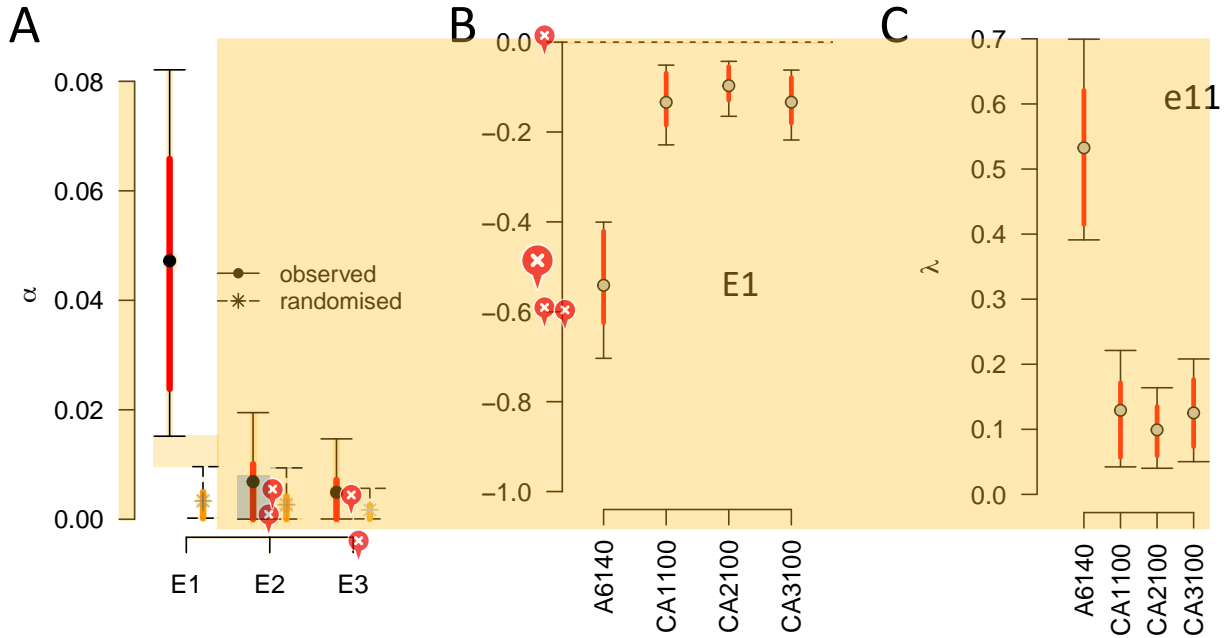 A
B
C
0.08
0.06
0.04
0.02
0.00
α
observed
randomised
E1
E2
E3
0.0
−0.2
−0.4
−0.6
−0.8
−1.0
E1
A6140
CA1100
CA2100
CA3100
0.7
0.6
0.5
0.4
0.3
0.2
0.1
0.0
λ
e11
A6140
CA1100
CA2100
CA3100